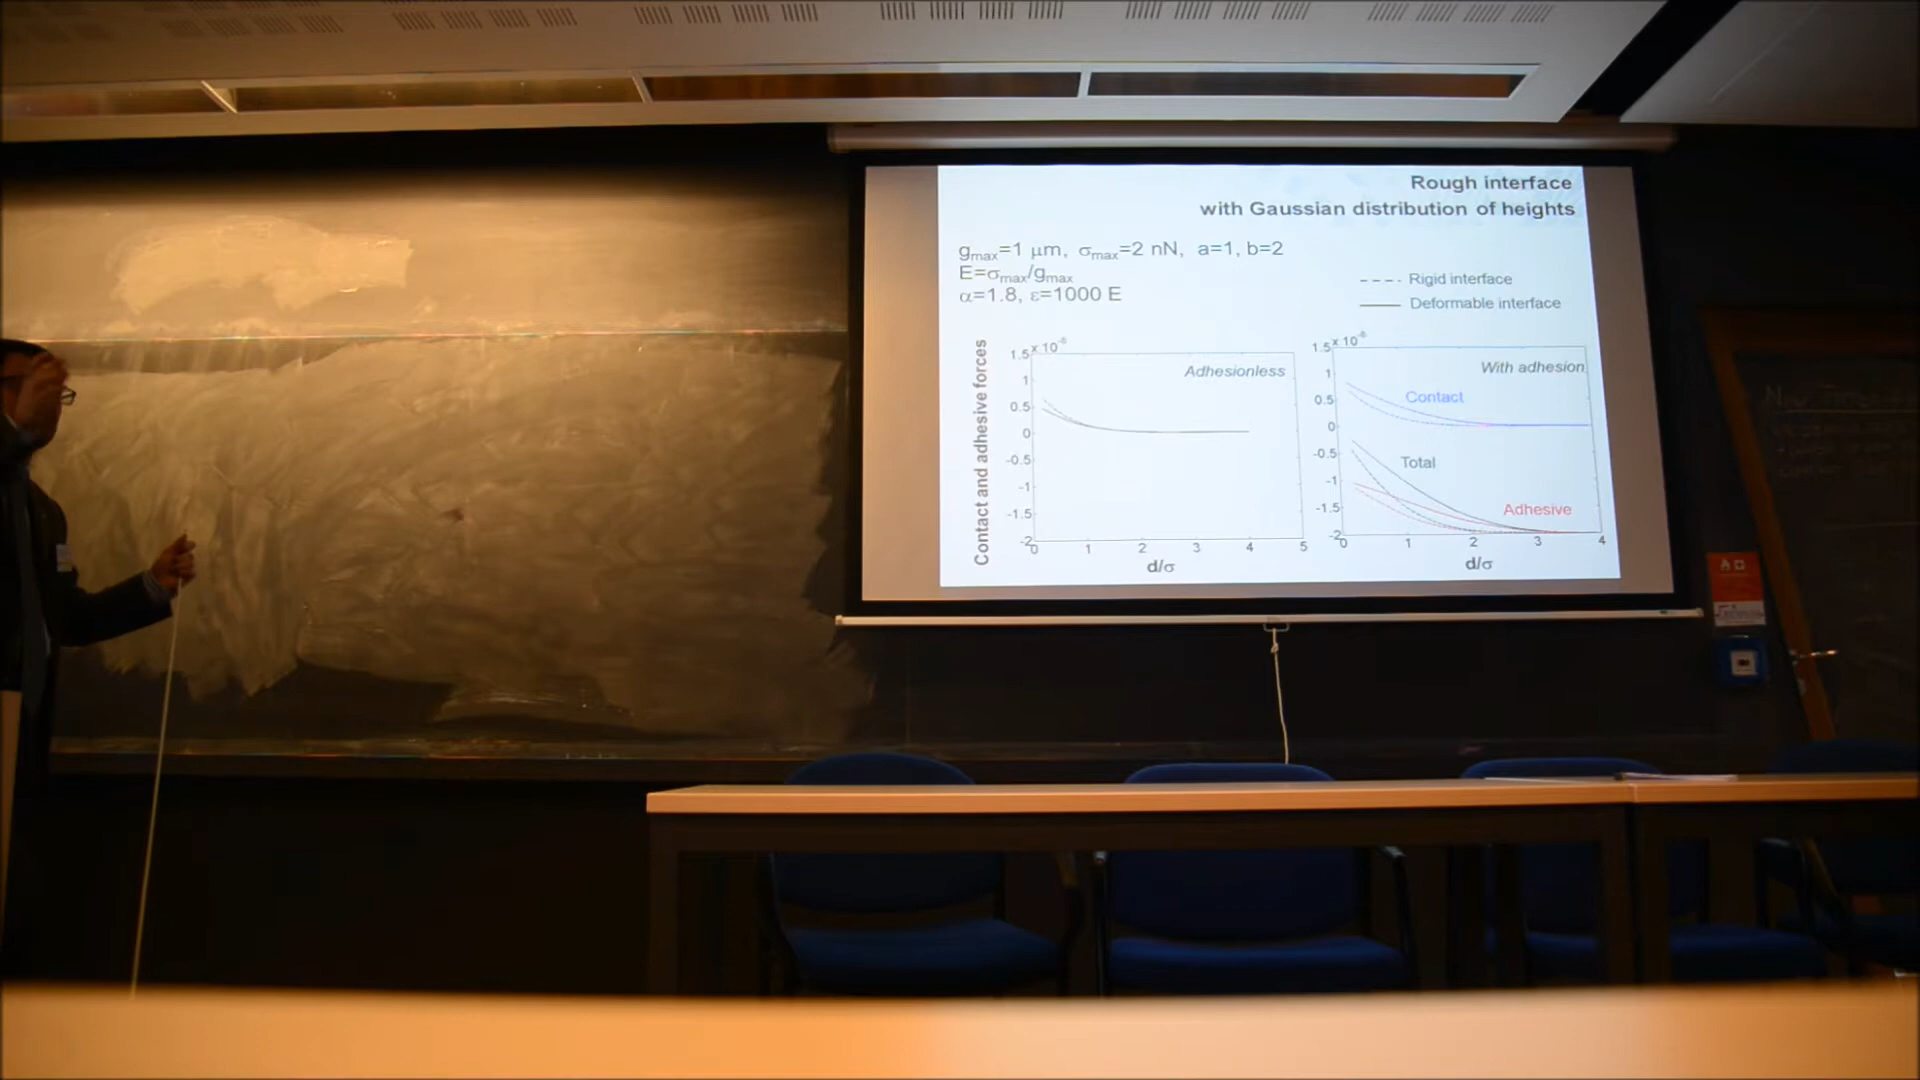 Rough interface
with Gaussian distribution of heights
gmax=1 μm, σmax=2 nN, a=1, b=2
E=σmax/gmax
α=1.8, ε=1000 E
Rigid interface
Deformable interface
Contact and adhesive forces
x 10
1.5
1
0.5
0
-0.5
-1
-1.5
-2
0 1 2 3 4 5
d/σ
Adhesionless
x 10
1.5
1
0.5
0
-0.5
-1
-1.5
-2
0 1 2 3 4
d/σ
With adhesion
Contact
Total
Adhesive